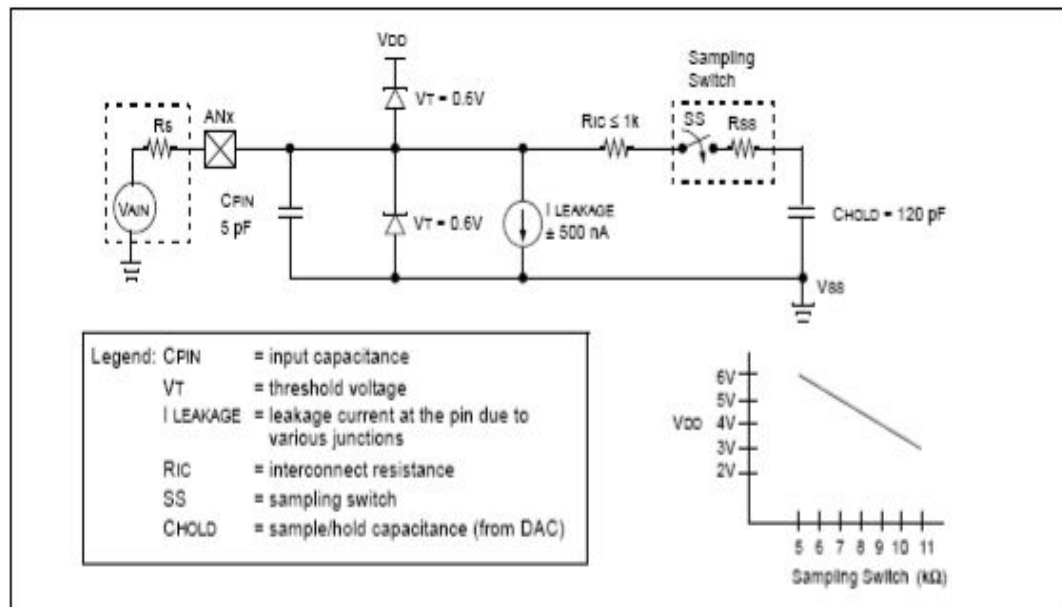 VDD
Sampling
Switch
VT = 0.6V
RS
ANx
RIC ≤ 1k
SS
RSS
VAIN
CPIN
5 pF
VT = 0.6V
I LEAKAGE
± 500 nA
CHOLD = 120 pF
VSS
Legend: CPIN = input capacitance
VT = threshold voltage
I LEAKAGE = leakage current at the pin due to
various junctions
RIC = interconnect resistance
SS = sampling switch
CHOLD = sample/hold capacitance (from DAC)
6V
5V
VDD 4V
3V
2V
5 6 7 8 9 10 11
Sampling Switch (kΩ)